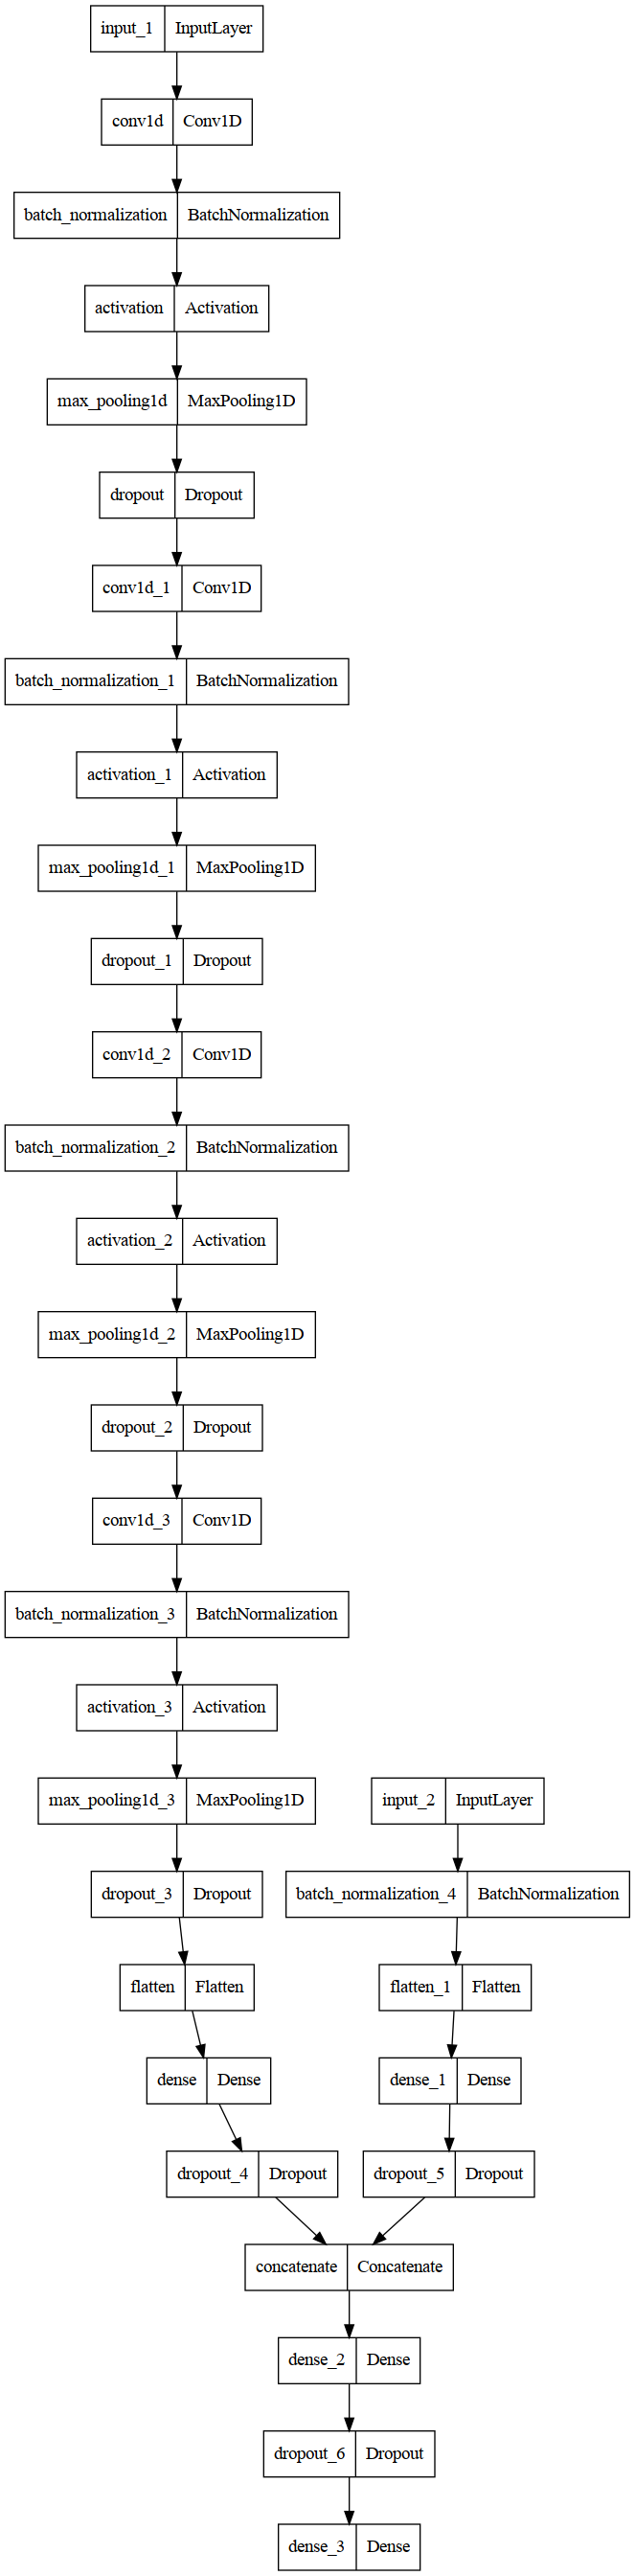 input_1 InputLayer
conv1d Conv1D
batch_normalization BatchNormalization
activation Activation
max_pooling1d MaxPooling1D
dropout Dropout
conv1d_1 Conv1D
batch_normalization_1 BatchNormalization
activation_1 Activation
max_pooling1d_1 MaxPooling1D
dropout_1 Dropout
conv1d_2 Conv1D
batch_normalization_2 BatchNormalization
activation_2 Activation
max_pooling1d_2 MaxPooling1D
dropout_2 Dropout
conv1d_3 Conv1D
batch_normalization_3 BatchNormalization
activation_3 Activation
max_pooling1d_3 MaxPooling1D
input_2 InputLayer
dropout_3 Dropout
batch_normalization_4 BatchNormalization
flatten Flatten
flatten_1 Flatten
dense Dense
dense_1 Dense
dropout_4 Dropout
dropout_5 Dropout
concatenate Concatenate
dense_2 Dense
dropout_6 Dropout
dense_3 Dense